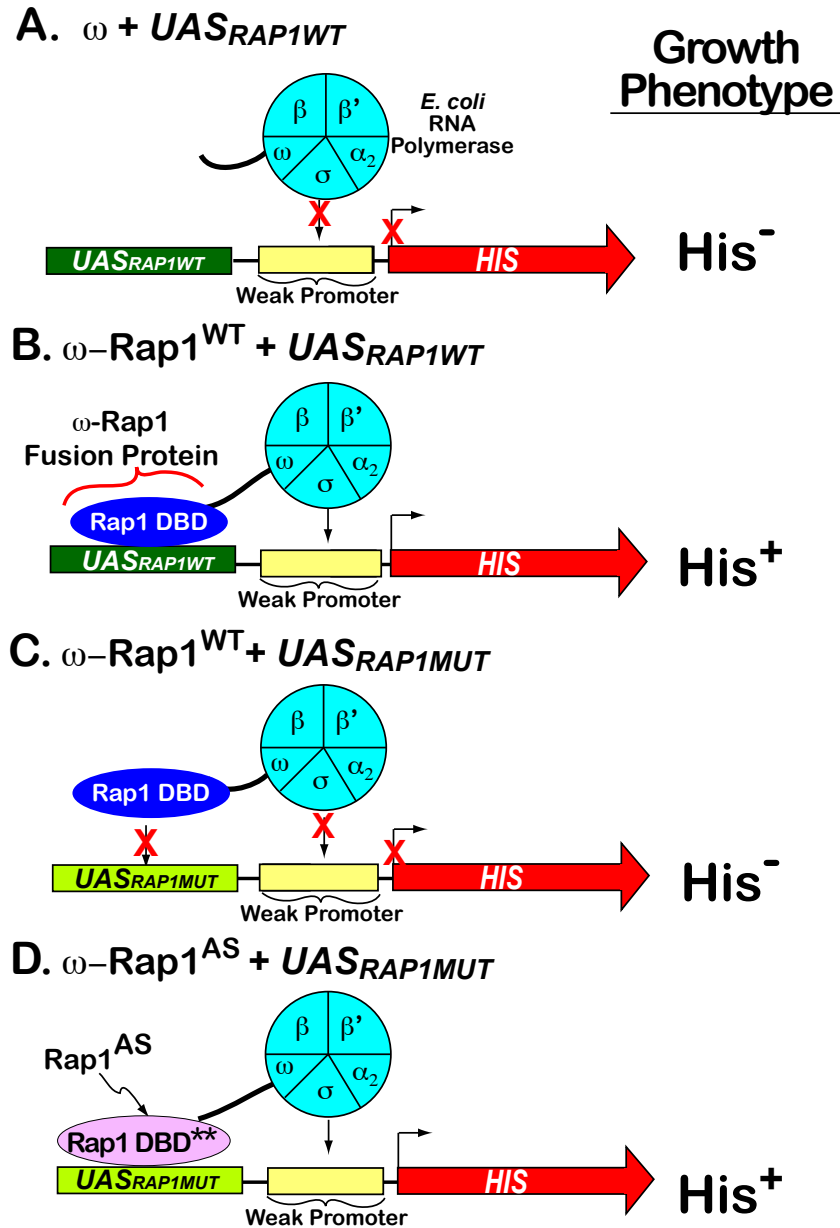 A. ω + UASRAP1WT
Growth
Phenotype
β β’
ω σ α2
E. coli
RNA
Polymerase
X X
UASRAP1WT HIS His-
Weak Promoter
B. ω–Rap1WT + UASRAP1WT
ω-Rap1
Fusion Protein
β β’
ω σ α2
Rap1 DBD
UASRAP1WT HIS His+
Weak Promoter
C. ω–Rap1WT + UASRAP1MUT
β β’
ω σ α2
Rap1 DBD
X X X
UASRAP1MUT HIS His-
Weak Promoter
D. ω–Rap1AS + UASRAP1MUT
β β’
ω σ α2
Rap1AS
Rap1 DBD**
UASRAP1MUT HIS His+
Weak Promoter